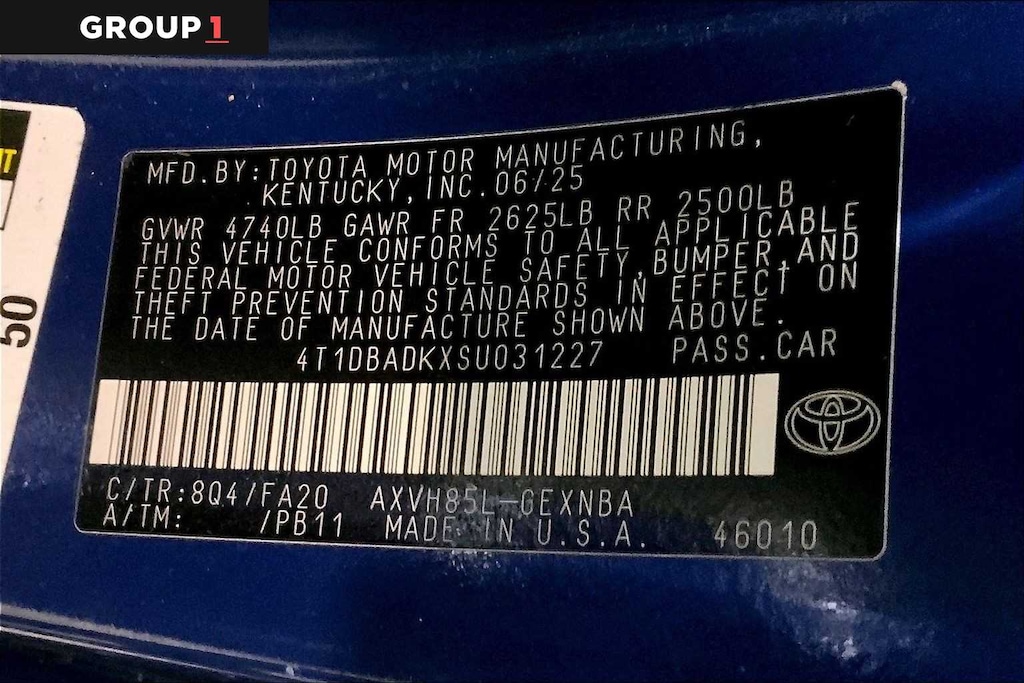 GROUP 1
T
50
MFD.BY:TOYOTA MOTOR MANUFACTURING,
KENTUCKY,INC.06/25
GVWR 4740LB GAWR FR 2625LB RR 2500LB
THIS VEHICLE CONFORMS TO ALL APPLICABLE
FEDERAL MOTOR VEHICLE SAFETY,BUMPER,AND
THEFT PREVENTION STANDARDS IN EFFECT ON
THE DATE OF MANUFACTURE SHOWN ABOVE.
4T1DBADKXSU031227 PASS.CAR
C/TR:8Q4/FA20 AXVH85L-GEXNBA
A/TM: /PB11 MADE IN U.S.A. 46010